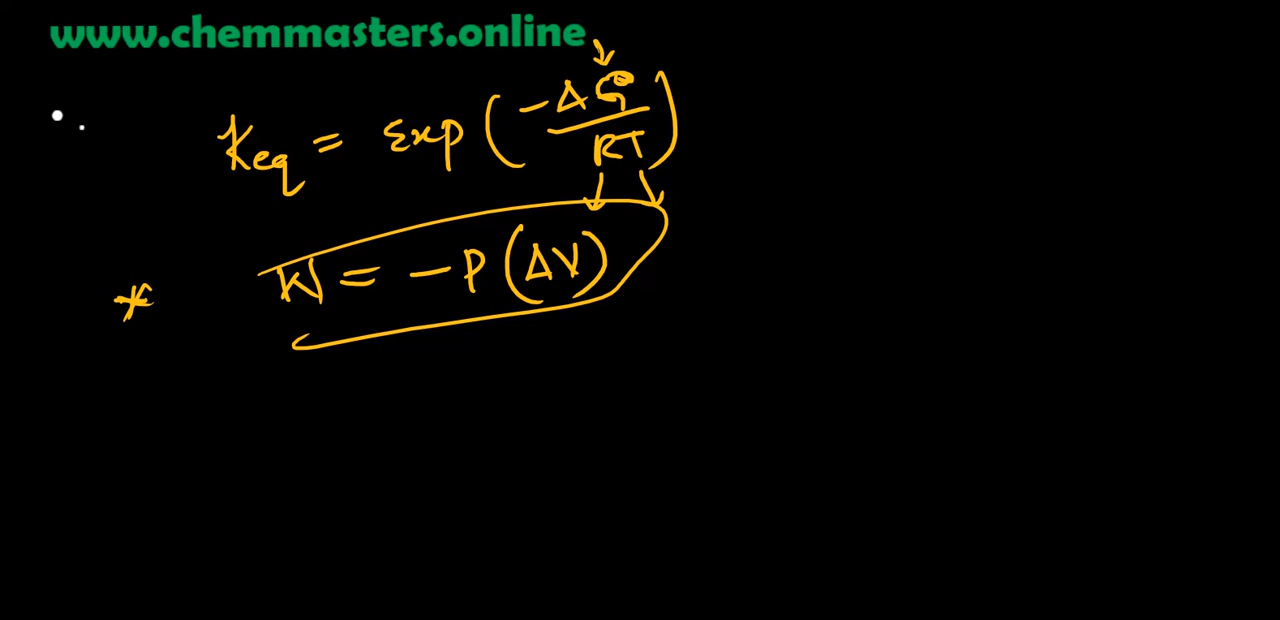 www.chemmasters.online
Keq = Exp (-ΔG° / RT)
* W = -P (ΔV)